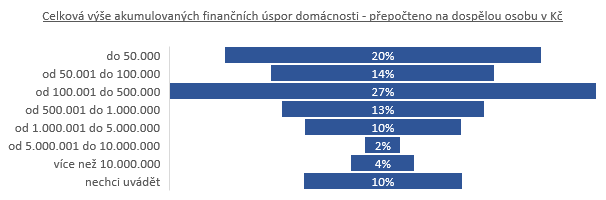 Celková výše akumulovaných finančních úspor domácnosti - přepočteno na dospělou osobu v Kč
do 50.000 20%
od 50.001 do 100.000 14%
od 100.001 do 500.000 27%
od 500.001 do 1.000.000 13%
od 1.000.001 do 5.000.000 10%
od 5.000.001 do 10.000.000 2%
více než 10.000.000 4%
nechci uvádět 10%